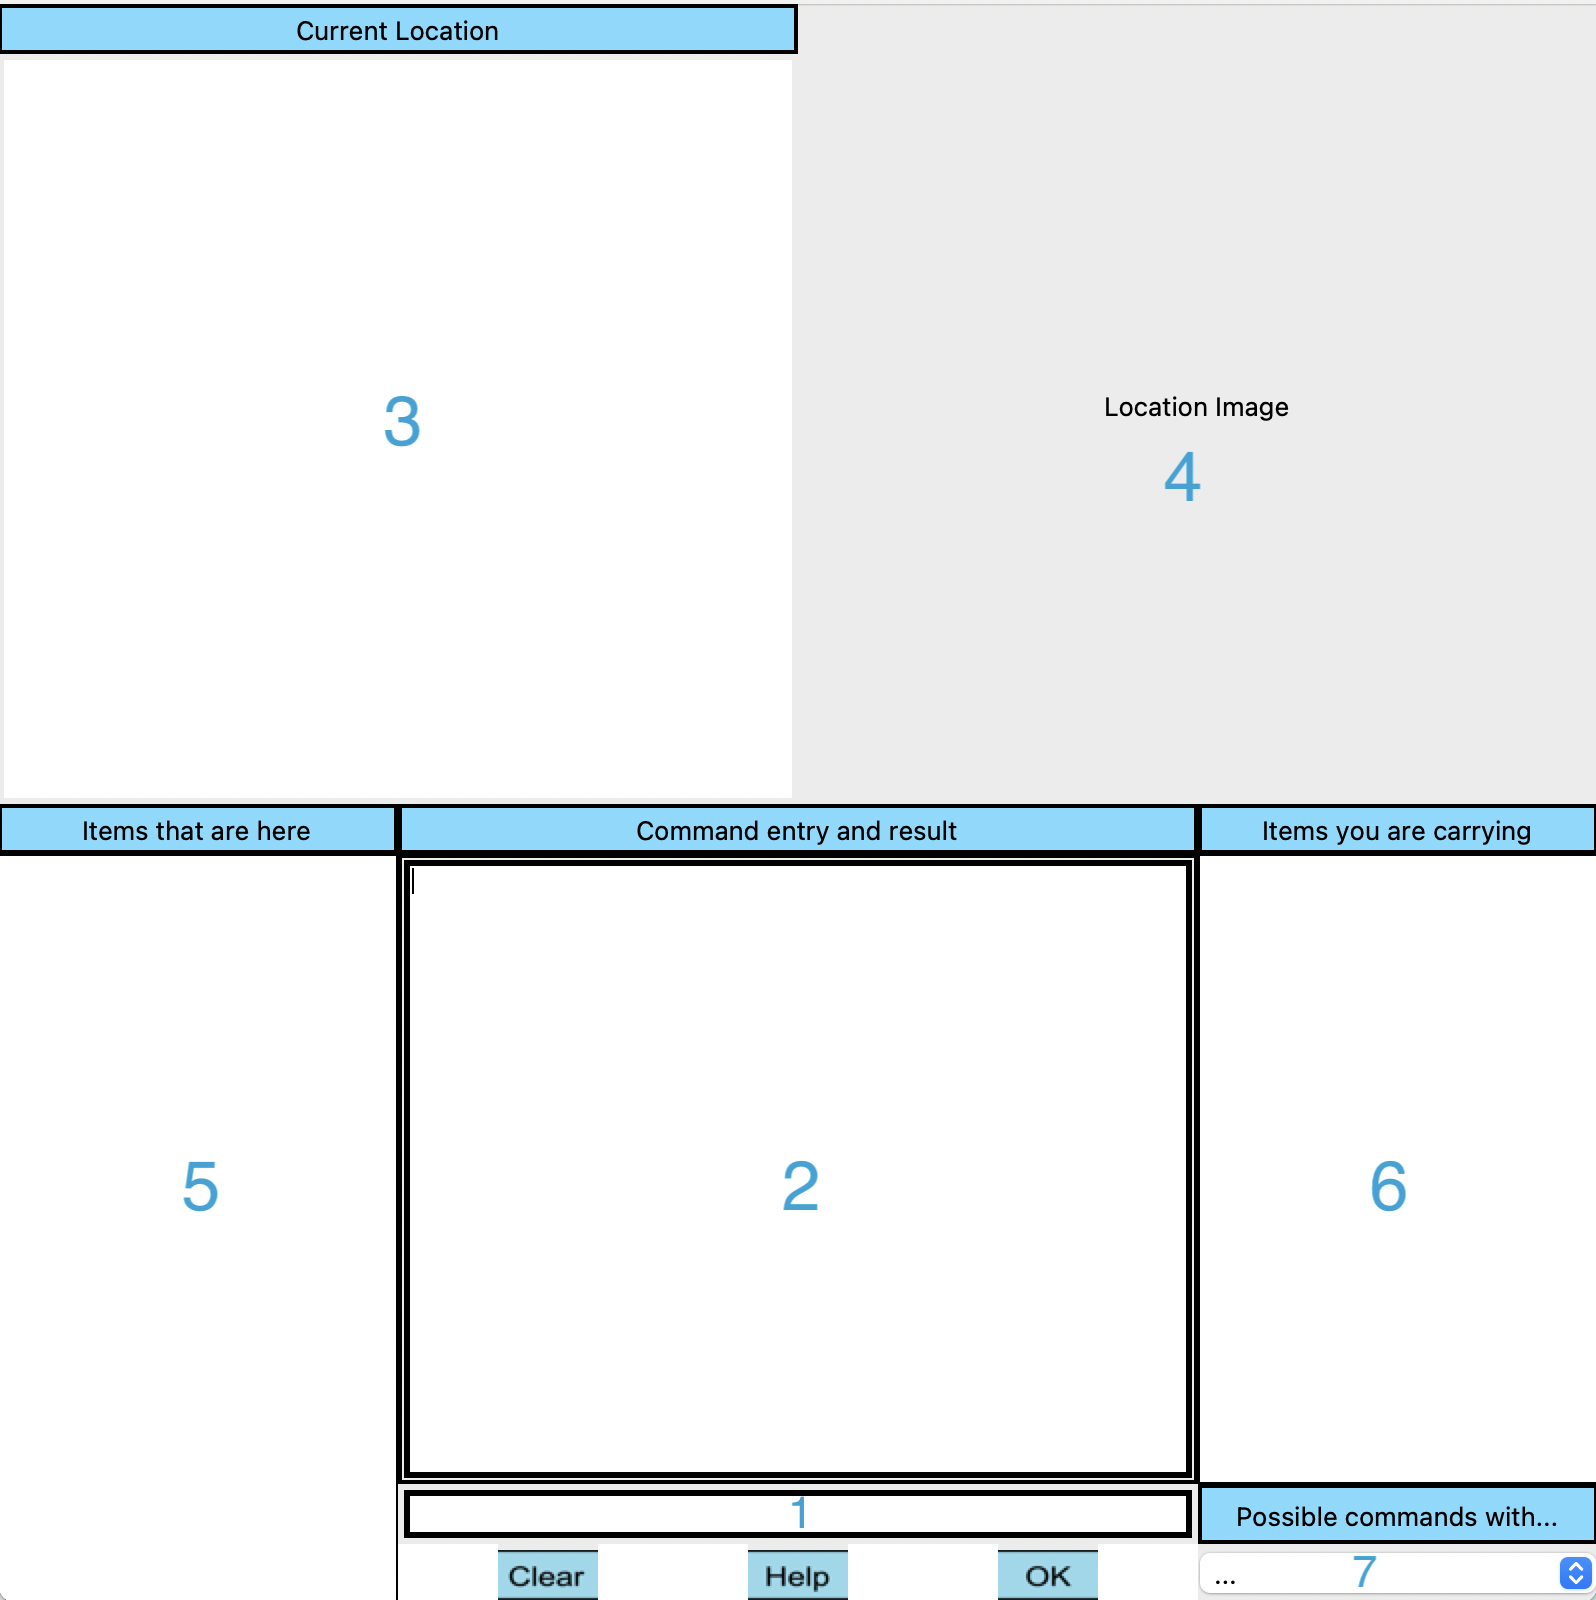 Current Location
3
Location Image
4
Items that are here
Command entry and result
Items you are carrying
5
2
6
1
Possible commands with...
Clear
Help
OK
... 7